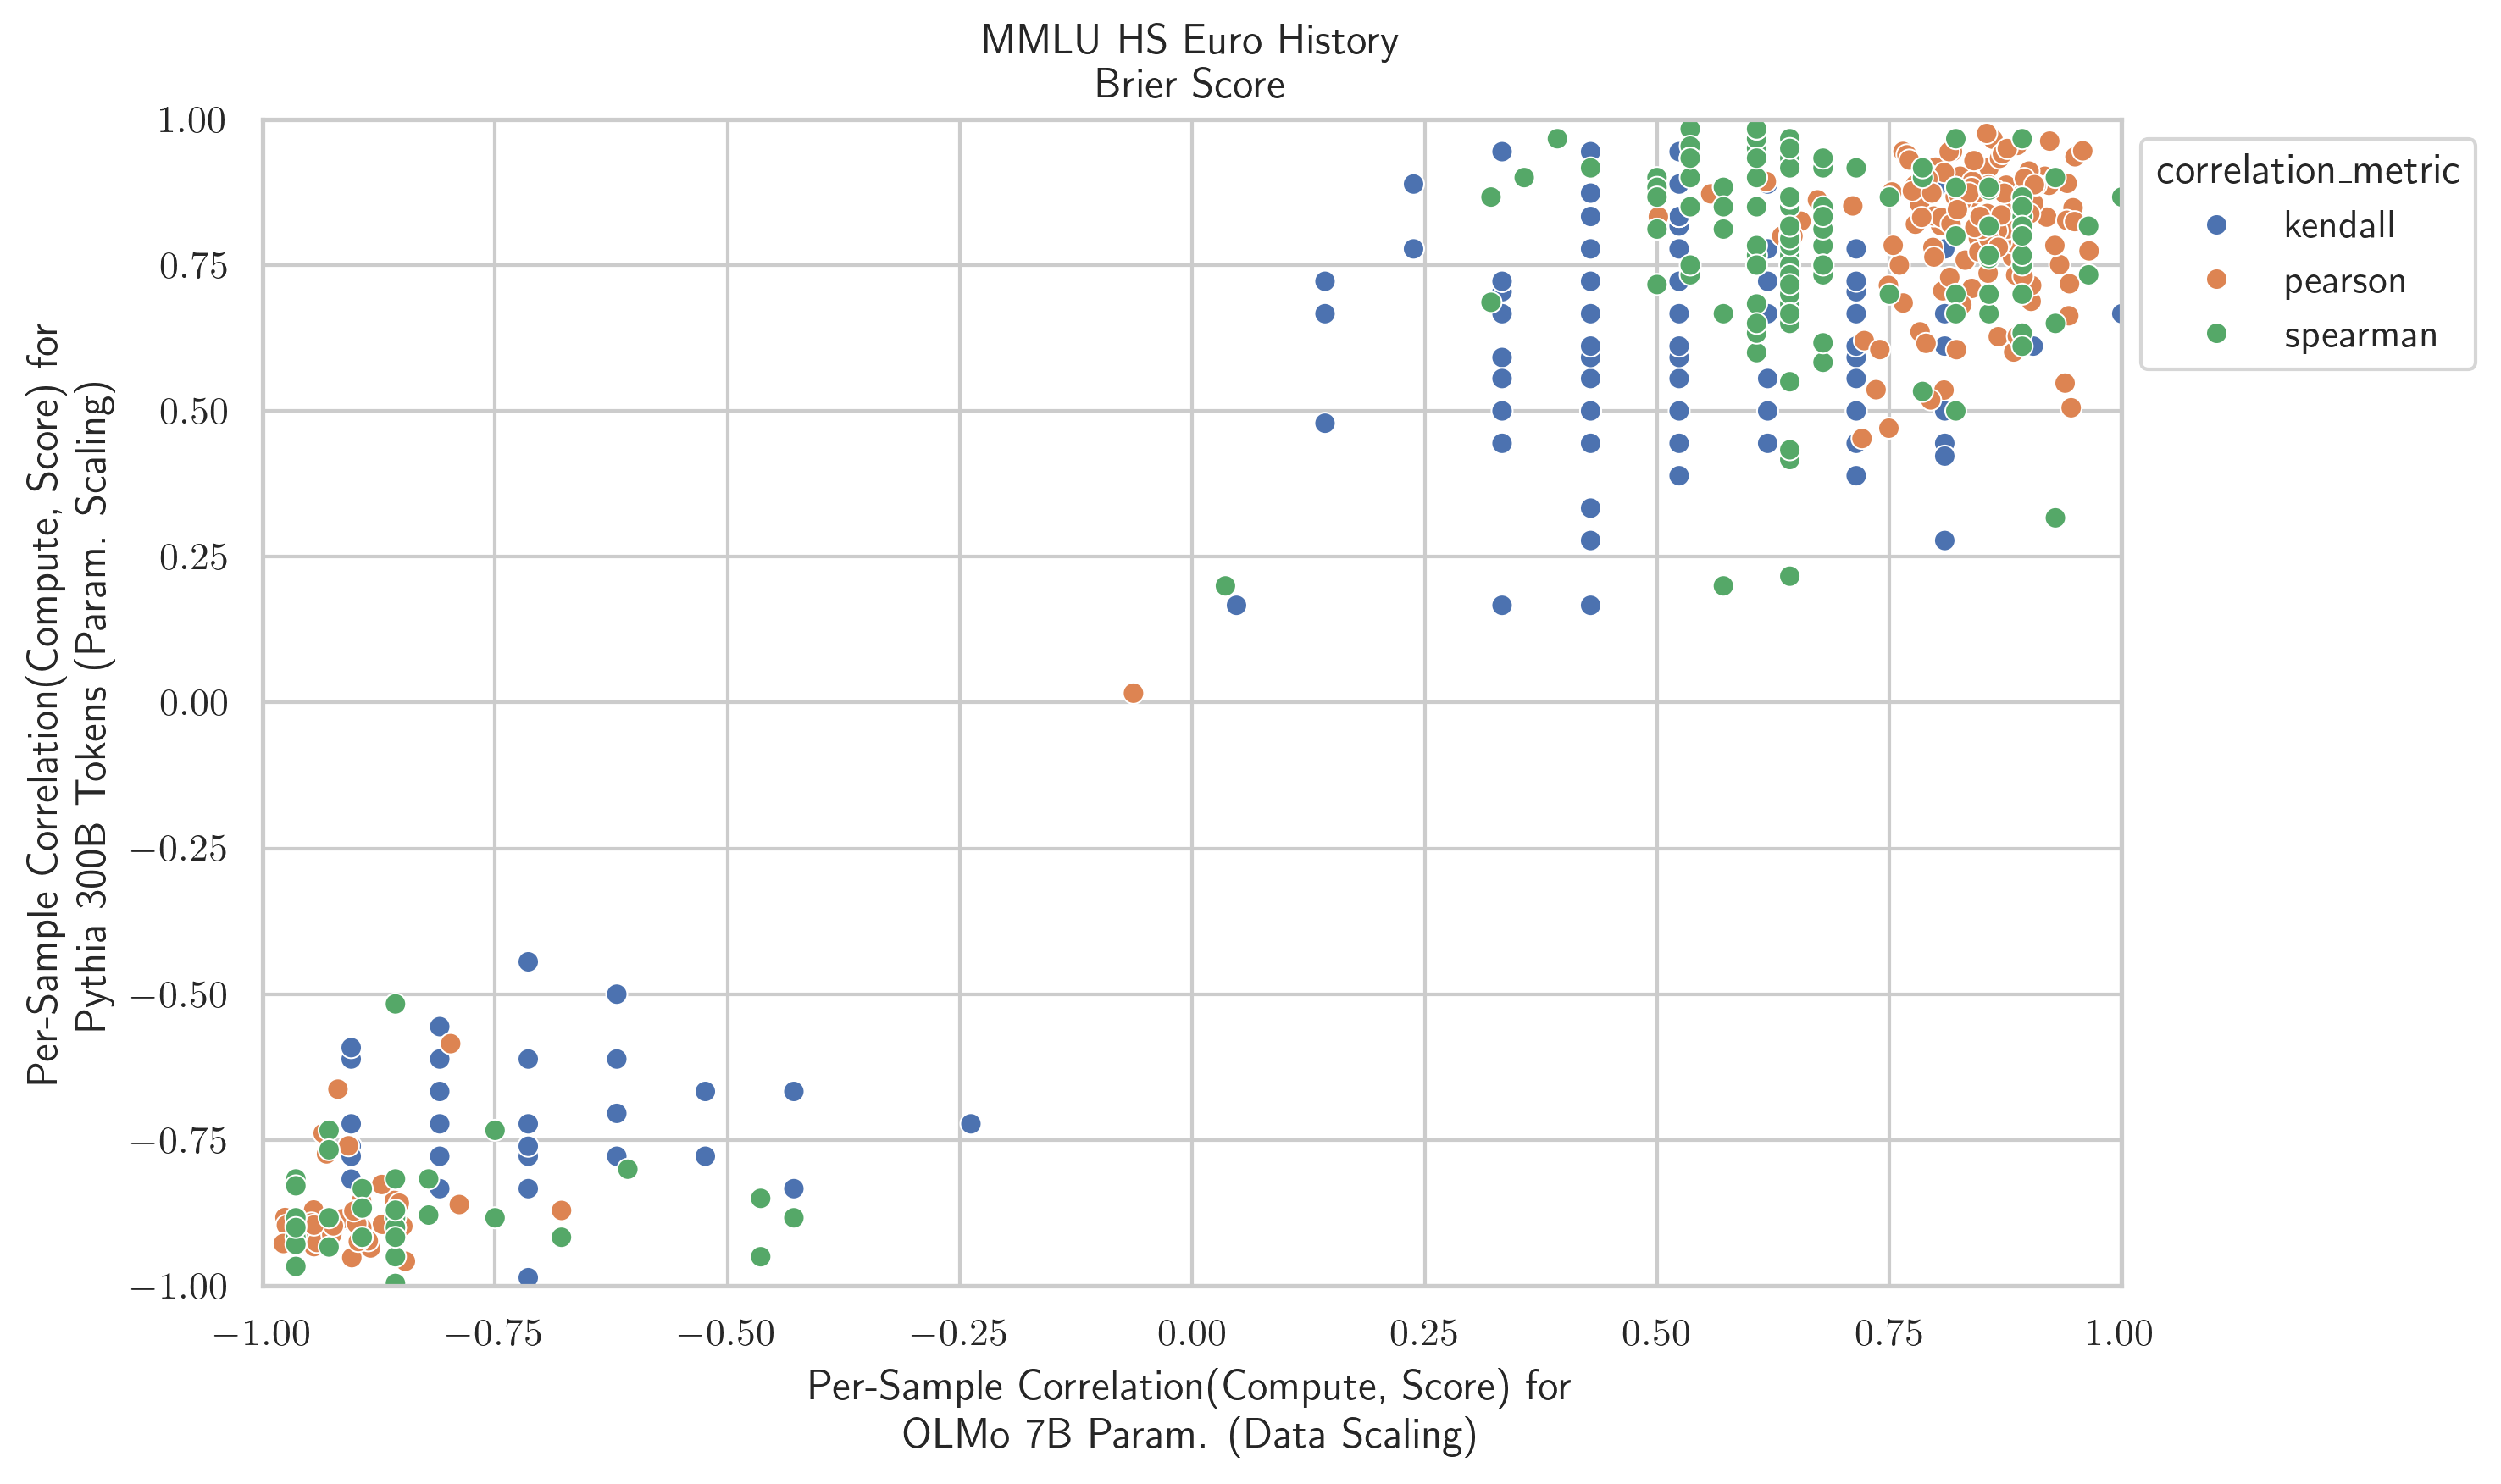 MMLU HS Euro History
Brier Score
Per-Sample Correlation(Compute, Score) for
Pythia 300B Tokens (Param. Scaling)
1.00
0.75
0.50
0.25
0.00
−0.25
−0.50
−0.75
−1.00
−1.00
−0.75
−0.50
−0.25
0.00
0.25
0.50
0.75
1.00
Per-Sample Correlation(Compute, Score) for
OLMo 7B Param. (Data Scaling)
correlation_metric
kendall
pearson
spearman